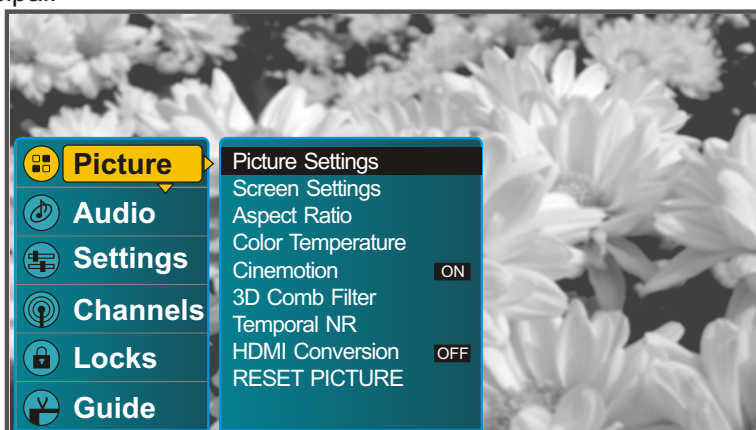 Picture
Audio
Settings
Channels
Locks
Guide
Picture Settings
Screen Settings
Aspect Ratio
Color Temperature
Cinemotion ON
3D Comb Filter
Temporal NR
HDMI Conversion OFF
RESET PICTURE